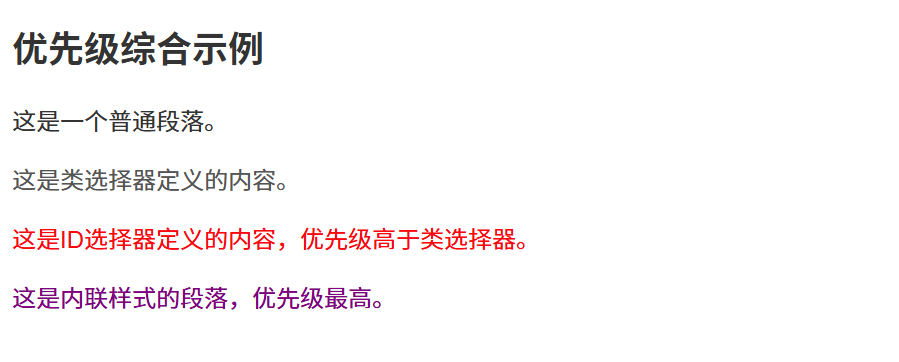 优先级综合示例
这是一个普通段落。
这是类选择器定义的内容。
这是ID选择器定义的内容，优先级高于类选择器。
这是内联样式的段落，优先级最高。